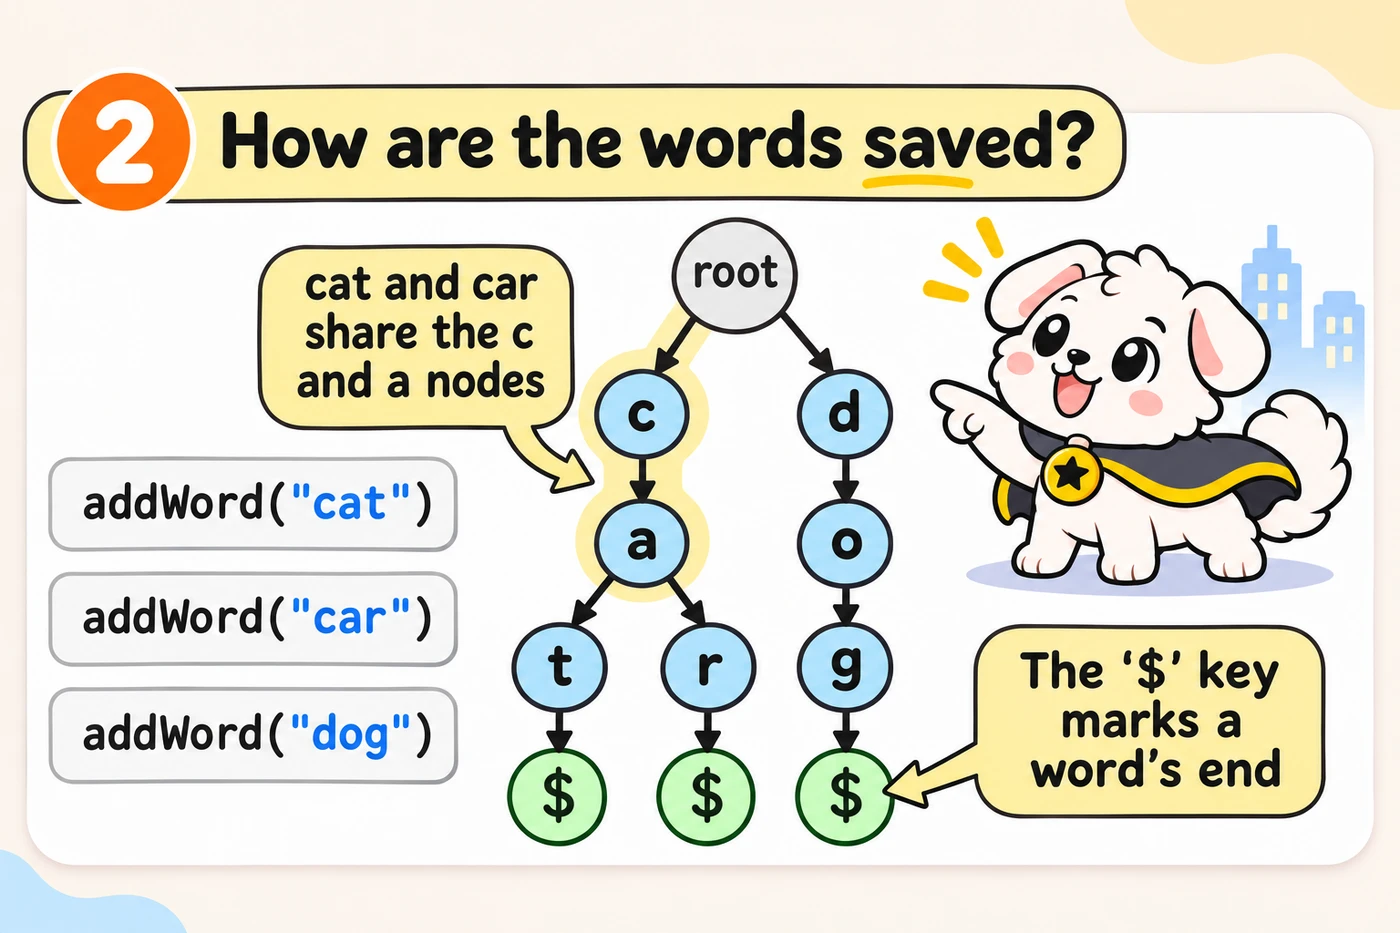 2
How are the words saved?
cat and car
share the c
and a nodes
addWord("cat")
addWord("car")
addWord("dog")
root
c
d
a
o
t
r
g
$
$
$
The ‘$’ key
marks a
word’s end